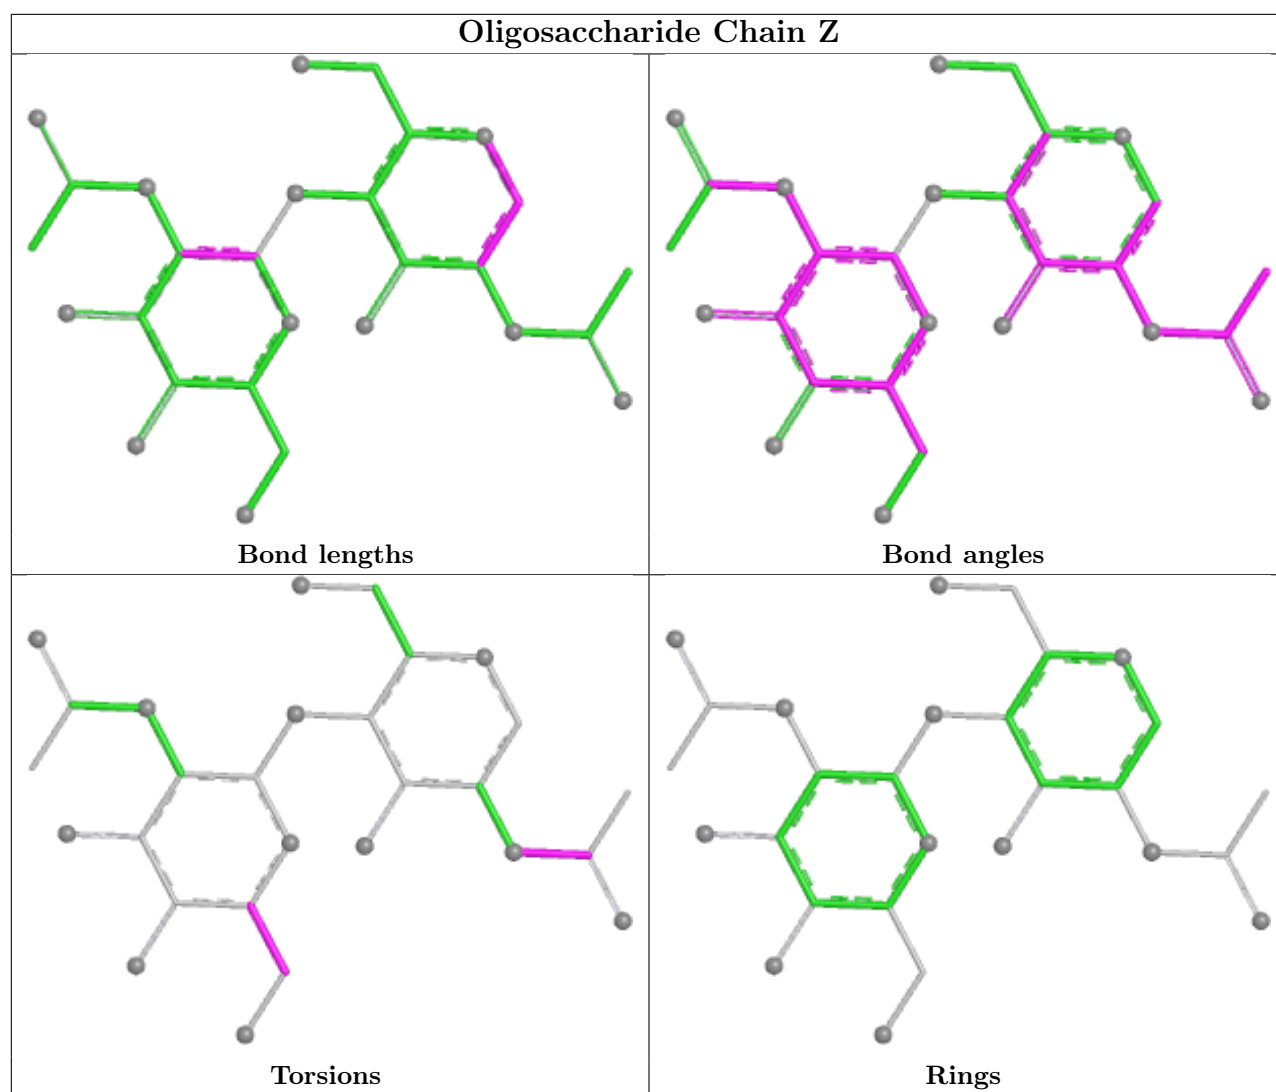 Oligosaccharide Chain Z
Bond lengths
Bond angles
Torsions
Rings